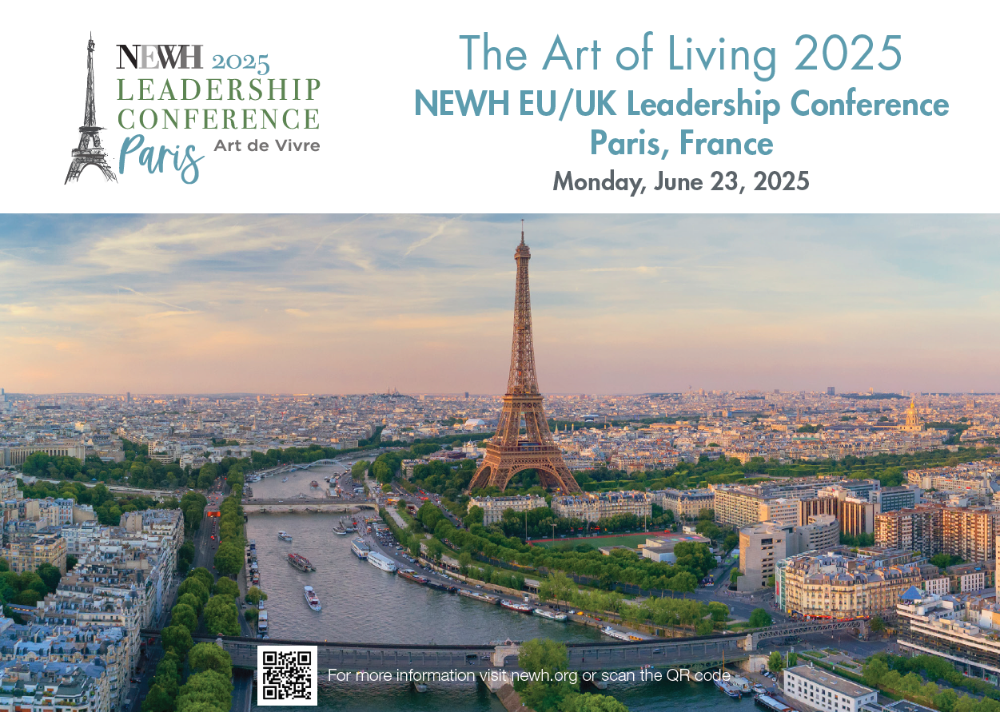 NEWH 2025
LEADERSHIP
CONFERENCE
Paris Art de Vivre
The Art of Living 2025
NEWH EU/UK Leadership Conference
Paris, France
Monday, June 23, 2025
For more information visit newh.org or scan the QR code